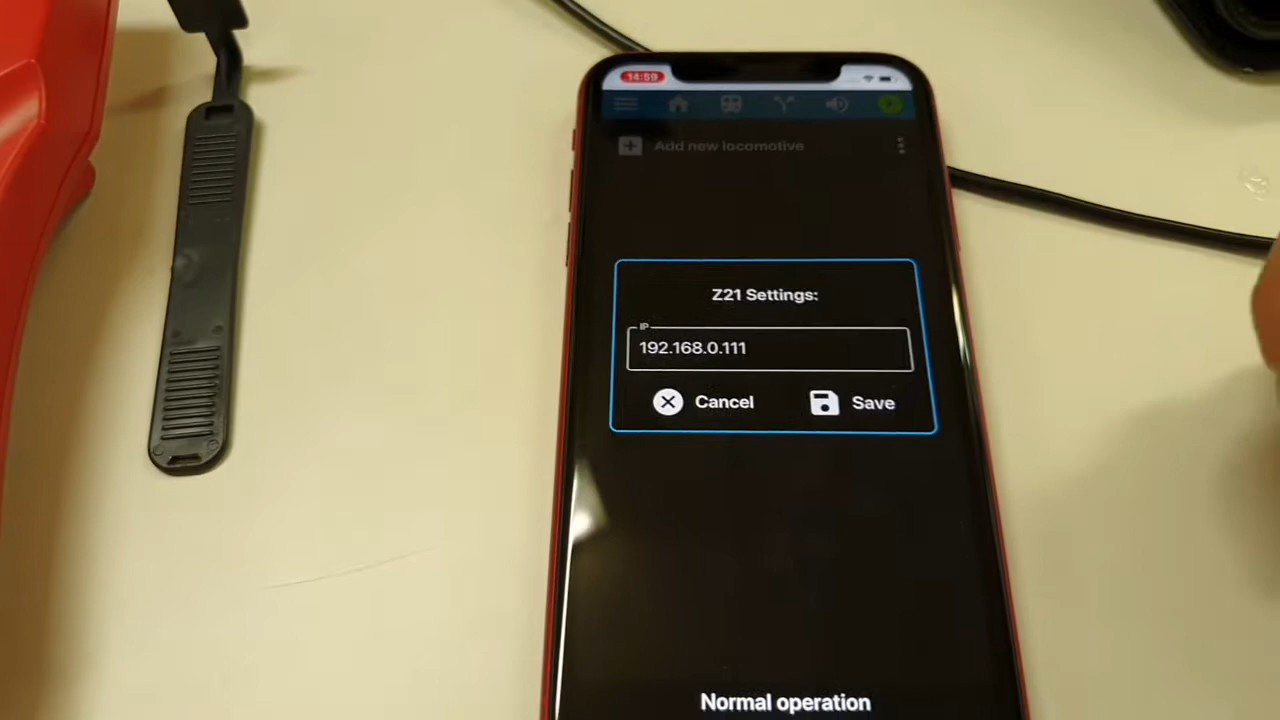 14:59
Add new locomotive
Z21 Settings:
IP
192.168.0.111
Cancel
Save
Normal operation